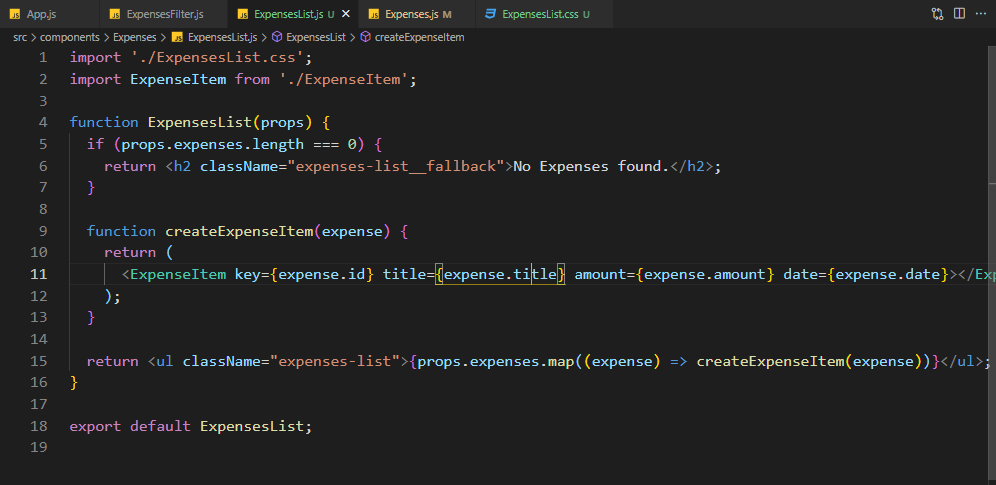 App.js ExpensesFilter.js ExpensesList.js U Expenses.js M ExpensesList.css U
src > components > Expenses > ExpensesList.js > ExpensesList > createExpenseItem
1 import './ExpensesList.css';
2 import ExpenseItem from './ExpenseItem';
3
4 function ExpensesList(props) {
5 if (props.expenses.length === 0) {
6 return <h2 className="expenses-list__fallback">No Expenses found.</h2>;
7 }
8
9 function createExpenseItem(expense) {
10 return (
11 <ExpenseItem key={expense.id} title={expense.title} amount={expense.amount} date={expense.date}></Exp
12 );
13 }
14
15 return <ul className="expenses-list">{props.expenses.map((expense) => createExpenseItem(expense))}</ul>;
16 }
17
18 export default ExpensesList;
19